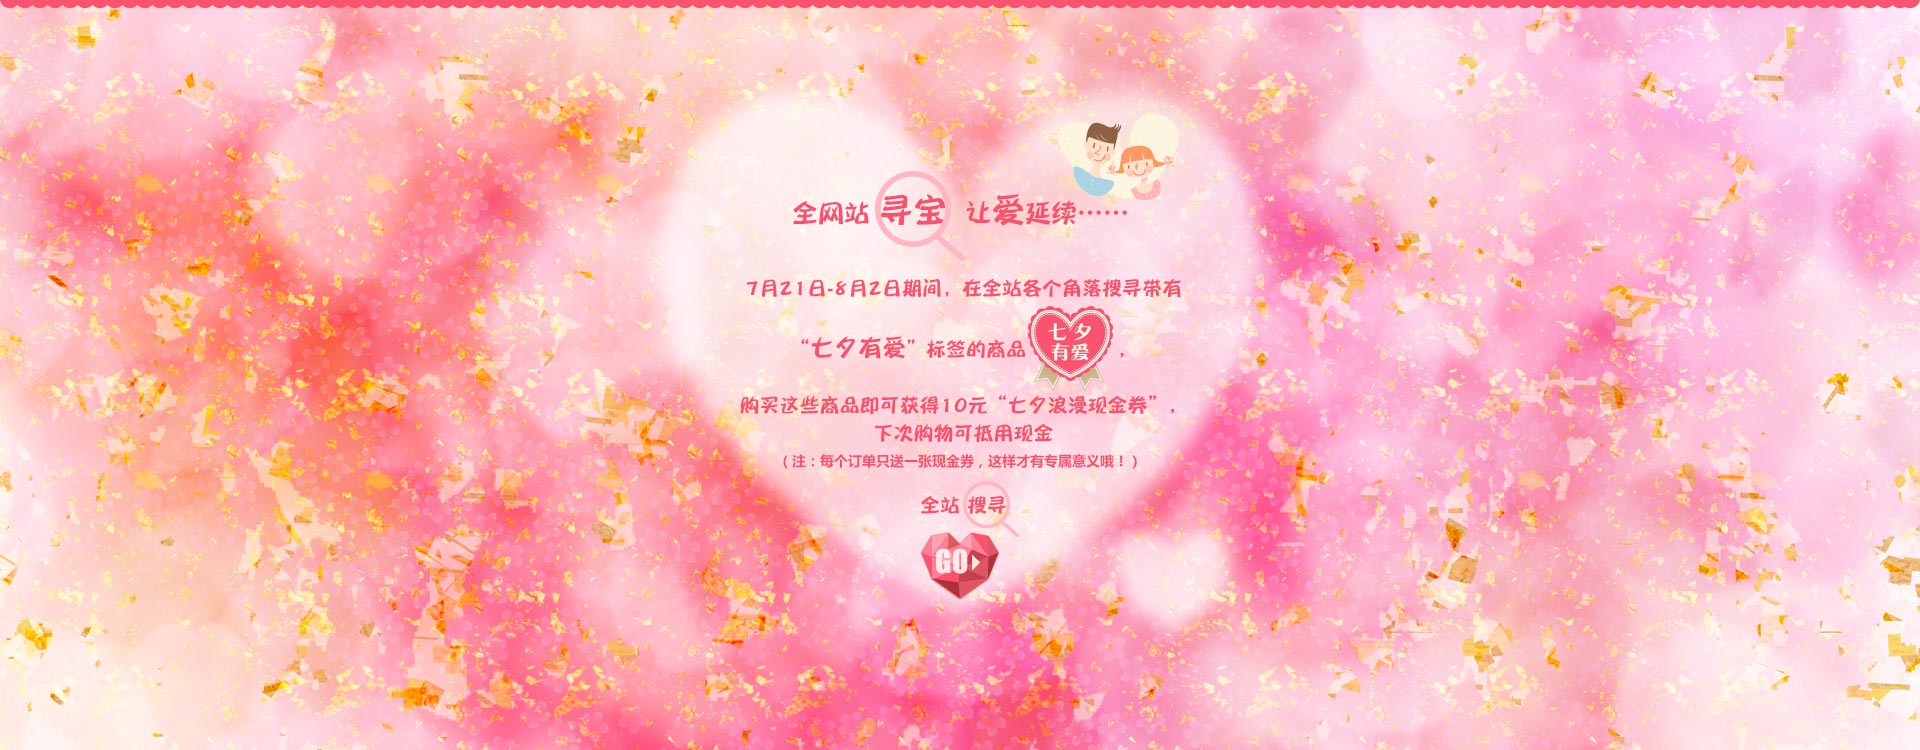 全网站 寻宝 让爱延续……
7月21日-8月2日期间，在全站各个角落搜寻带有
“七夕有爱”标签的商品 七夕有爱 ，
购买这些商品即可获得10元“七夕浪漫现金券”，
下次购物可抵用现金
（注：每个订单只送一张现金券，这样才有专属意义哦！）
全站 搜寻
GO